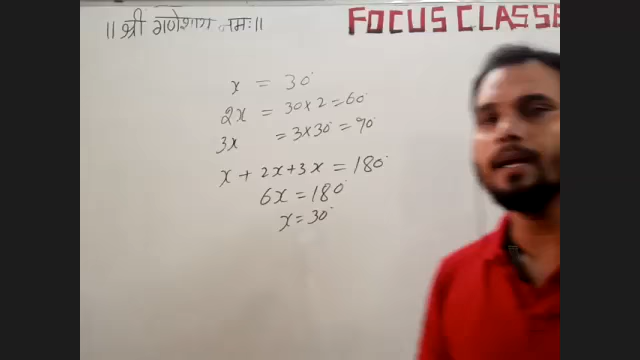 ।। श्री गणेशाय नमः।।
FOCUS CLASSE
x = 30°
2x = 30×2=60°
3x = 3×30°=90°
x + 2x+3x=180°
6x=180°
x=30°